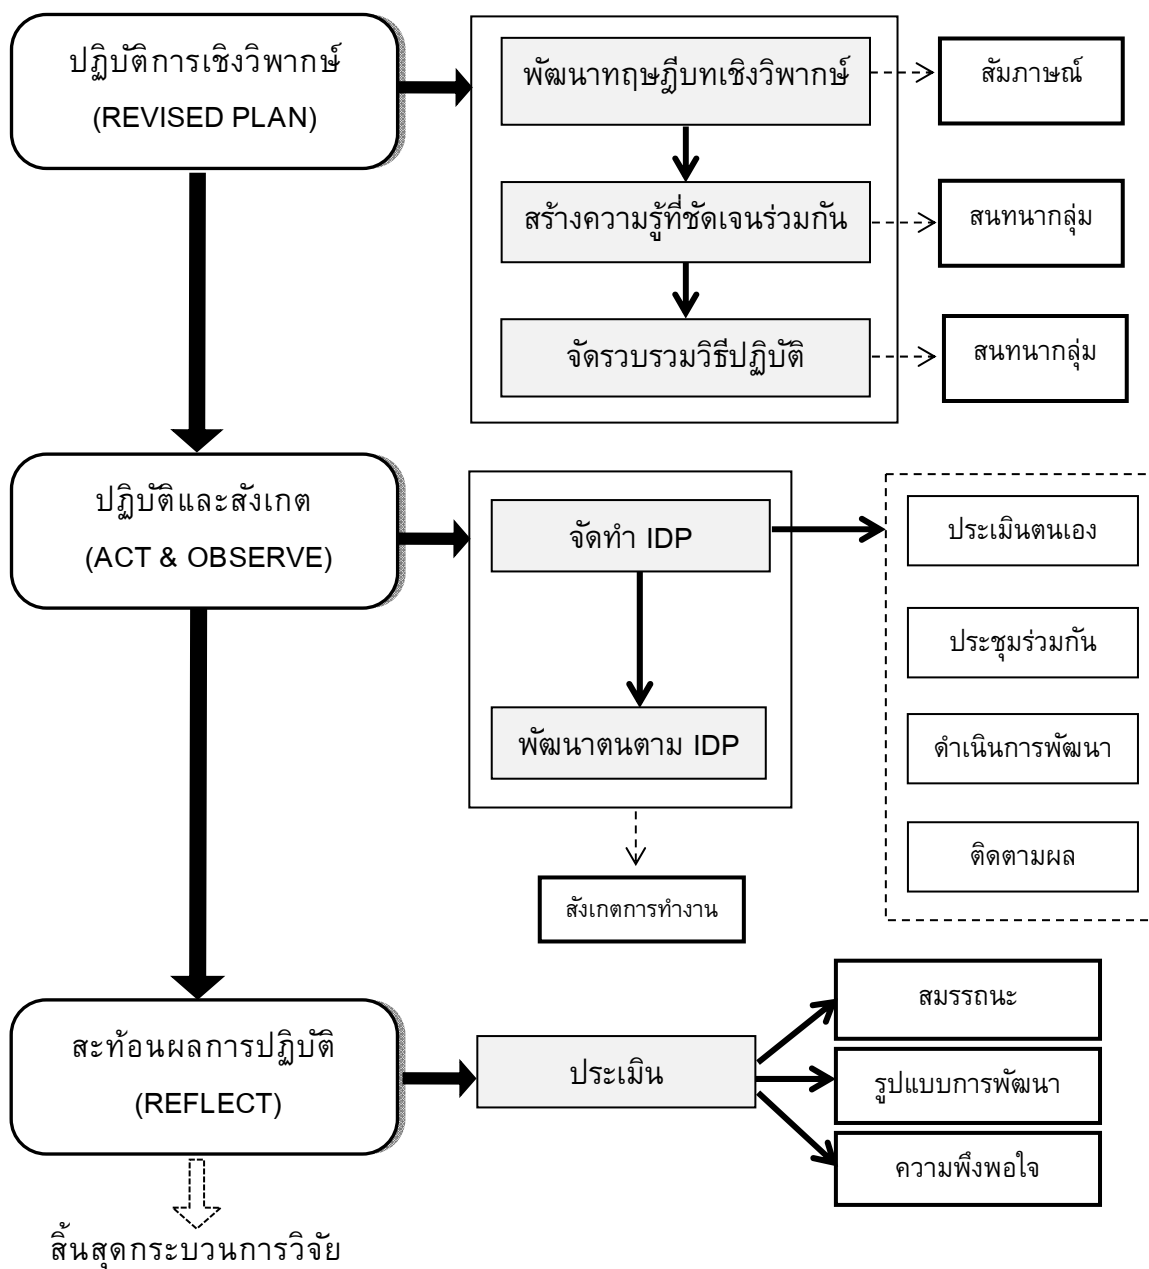 ปฏิบัติการเชิงวิพากษ์
(REVISED PLAN)
พัฒนาทฤษฎีบทเชิงวิพากษ์
สัมภาษณ์
สร้างความรู้ที่ชัดเจนร่วมกัน
สนทนากลุ่ม
จัดรวบรวมวิธีปฏิบัติ
สนทนากลุ่ม
ปฏิบัติและสังเกต
(ACT & OBSERVE)
จัดทำ IDP
พัฒนาตนตาม IDP
สังเกตการทำงาน
ประเมินตนเอง
ประชุมร่วมกัน
ดำเนินการพัฒนา
ติดตามผล
สะท้อนผลการปฏิบัติ
(REFLECT)
ประเมิน
สมรรถนะ
รูปแบบการพัฒนา
ความพึงพอใจ
สิ้นสุดกระบวนการวิจัย